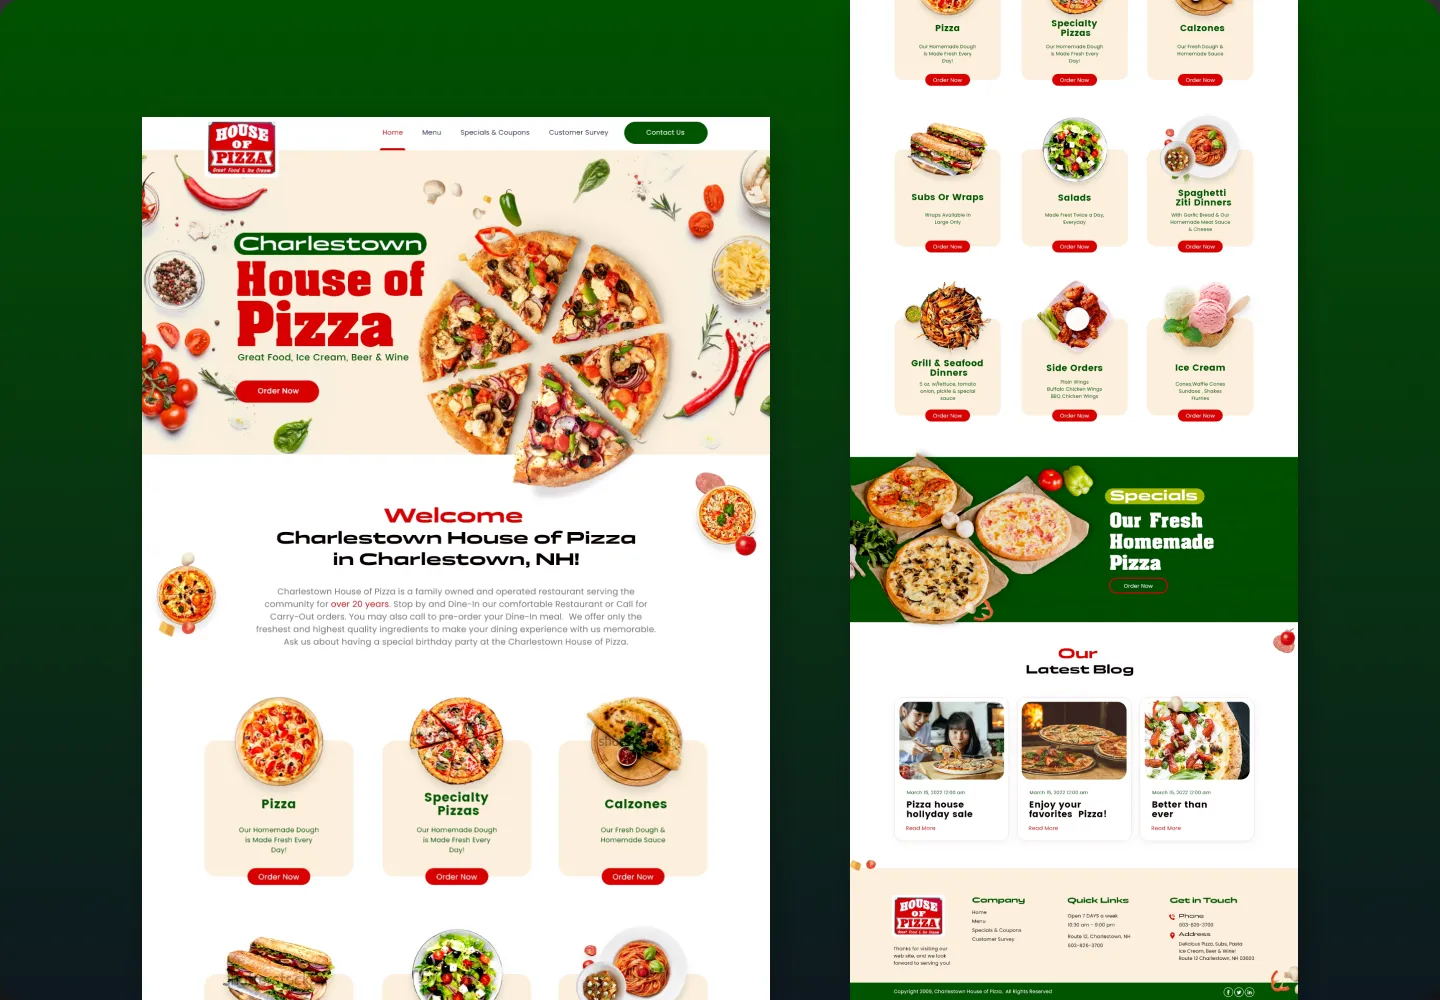 HOUSE
OF
PIZZA
Great Food & Ice Cream
Home
Menu
Specials & Coupons
Customer Survey
Contact Us
Charlestown
House of
Pizza
Great Food, Ice Cream, Beer & Wine
Order Now
Welcome
Charlestown House of Pizza
in Charlestown, NH!
Charlestown House of Pizza is a family owned and operated restaurant serving the
community for over 20 years. Stop by and Dine-In our comfortable Restaurant or Call for
Carry-Out orders. You may also call to pre-order your Dine-In meal. We offer only the
freshest and highest quality ingredients to make your dining experience with us memorable.
Ask us about having a special birthday party at the Charlestown House of Pizza.
Pizza
Our Homemade Dough
is Made Fresh Every
Day!
Order Now
Specialty
Pizzas
Our Homemade Dough
is Made Fresh Every
Day!
Order Now
Calzones
Our Fresh Dough &
Homemade Sauce
Order Now
Pizza
Our Homemade Dough
is Made Fresh Every
Day!
Order Now
Specialty
Pizzas
Our Homemade Dough
is Made Fresh Every
Day!
Order Now
Calzones
Our Fresh Dough &
Homemade Sauce
Order Now
Subs Or Wraps
Wraps Available in
Large Only
Order Now
Salads
Made Frest Twice a Day,
Everyday
Order Now
Spaghetti
Ziti Dinners
With Garlic Bread & Our
Homemade Meat Sauce
& Cheese
Order Now
Grill & Seafood
Dinners
5 oz. w/lettuce, tomato
onion, pickle & special
sauce
Order Now
Side Orders
Plain Wings
Buffalo Chicken Wings
BBQ Chicken Wings
Order Now
Ice Cream
Cones,Waffle Cones
Sundase , Shakes
Flurries
Order Now
Specials
Our Fresh
Homemade
Pizza
Order Now
Our
Latest Blog
March 15, 2022 12:00 am
Pizza house
hollyday sale
Read More
March 15, 2022 12:00 am
Enjoy your
favorites Pizza!
Read More
March 15, 2022 12:00 am
Better than
ever
Read More
HOUSE
OF
PIZZA
Great Food & Ice Cream
Thanks for visiting our
web site, and we look
forward to serving you!
Company
Home
Menu
Specials & Coupons
Customer Survey
Quick Links
Open 7 DAYS a week
10:30 am - 9:00 pm
Route 12, Charlestown, NH
603-826-3700
Get in Touch
Phone
603-826-3700
Address
Delicious Pizza, Subs, Pasta
Ice Cream, Beer & Wine!
Route 12 Charlestown, NH 03603
Copyright 2009, Charlestown House of Pizza, All Rights Reserved